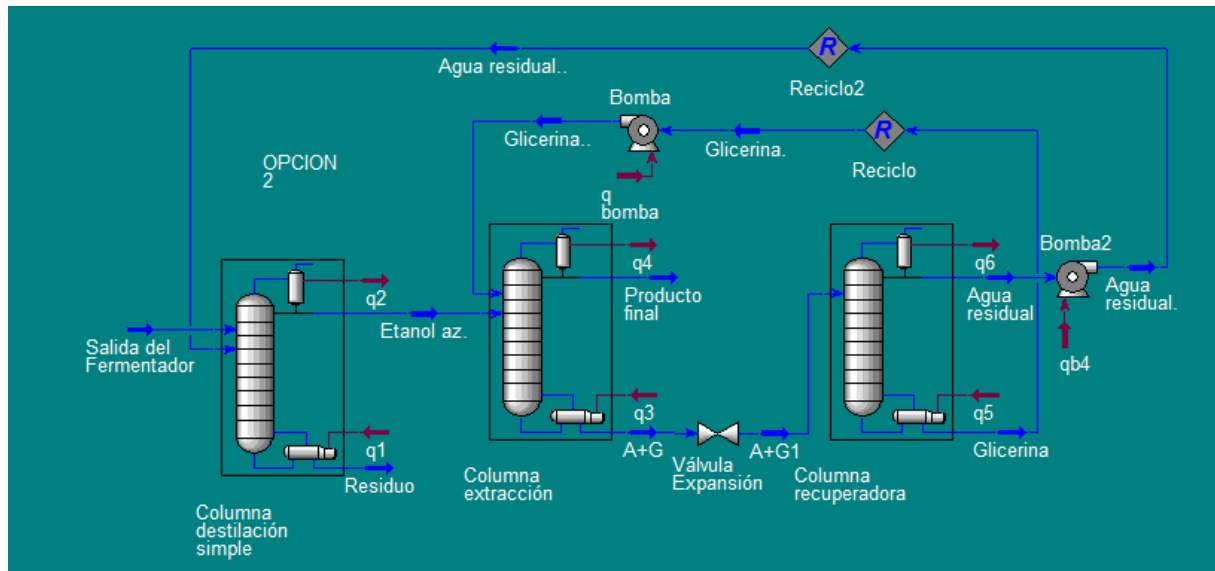 Agua residual..
R
Reciclo2
Bomba
Glicerina..
Glicerina.
R
Reciclo
OPCION
2
q
bomba
q2
q4
q6
Bomba2
Salida del
Fermentador
Etanol az.
Producto
final
Agua
residual
Agua
residual.
qb4
q1
Residuo
q3
A+G
Válvula
Expansión
A+G1
q5
Glicerina
Columna
destilación
simple
Columna
extracción
Columna
recuperadora